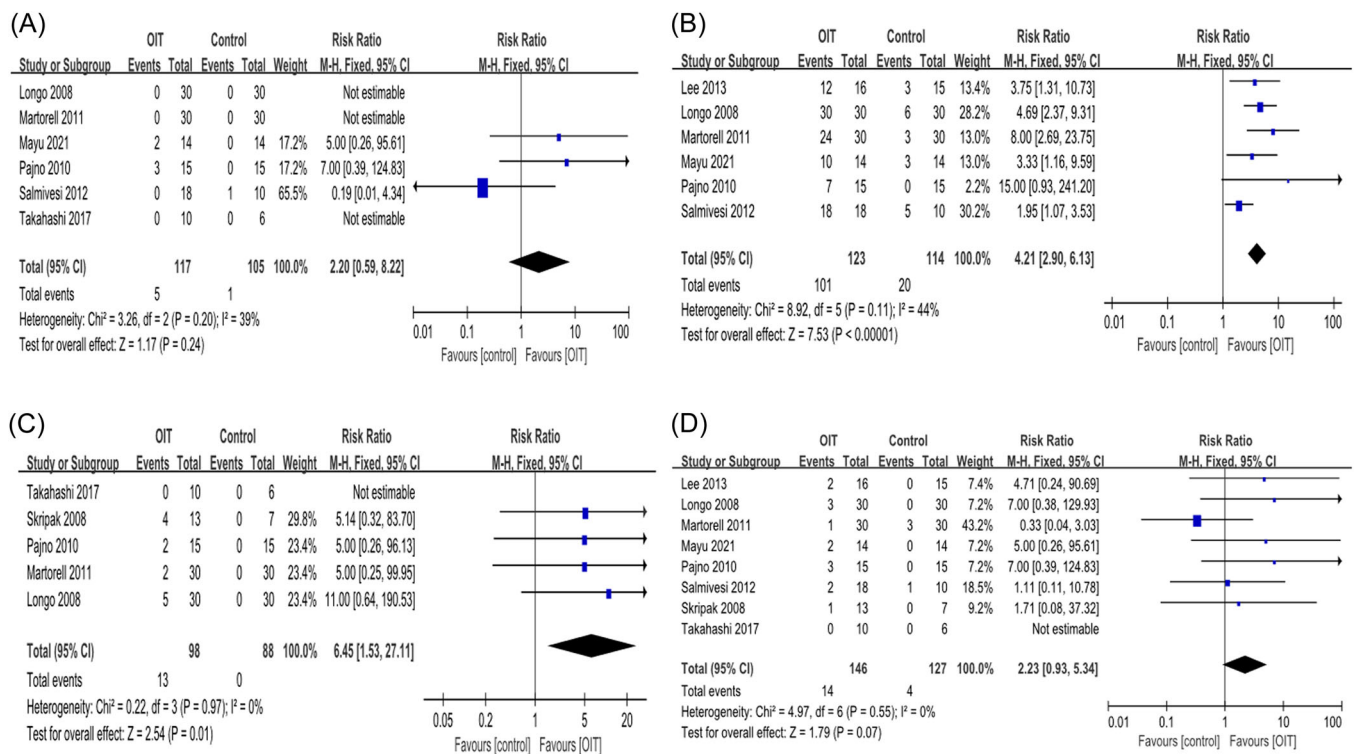 (A)
OIT Control Risk Ratio Risk Ratio
Study or Subgroup Events Total Events Total Weight M-H, Fixed, 95% CI M-H, Fixed, 95% CI
Longo 2008 0 30 0 30 Not estimable
Martorell 2011 0 30 0 30 Not estimable
Mayu 2021 2 14 0 14 17.2% 5.00 [0.26, 95.61]
Pajno 2010 3 15 0 15 17.2% 7.00 [0.39, 124.83]
Salmivesi 2012 0 18 1 10 65.5% 0.19 [0.01, 4.34]
Takahashi 2017 0 10 0 6 Not estimable
Total (95% CI) 117 105 100.0% 2.20 [0.59, 8.22]
Total events 5 1
Heterogeneity: Chi² = 3.26, df = 2 (P = 0.20); I² = 39%
Test for overall effect: Z = 1.17 (P = 0.24)
0.01 0.1 1 10 100
Favours [control] Favours [OIT]
(B)
OIT Control Risk Ratio Risk Ratio
Study or Subgroup Events Total Events Total Weight M-H, Fixed, 95% CI M-H, Fixed, 95% CI
Lee 2013 12 16 3 15 13.4% 3.75 [1.31, 10.73]
Longo 2008 30 30 6 30 28.2% 4.69 [2.37, 9.31]
Martorell 2011 24 30 3 30 13.0% 8.00 [2.69, 23.75]
Mayu 2021 10 14 3 14 13.0% 3.33 [1.16, 9.59]
Pajno 2010 7 15 0 15 2.2% 15.00 [0.93, 241.20]
Salmivesi 2012 18 18 5 10 30.2% 1.95 [1.07, 3.53]
Total (95% CI) 123 114 100.0% 4.21 [2.90, 6.13]
Total events 101 20
Heterogeneity: Chi² = 8.92, df = 5 (P = 0.11); I² = 44%
Test for overall effect: Z = 7.53 (P < 0.00001)
0.01 0.1 1 10 100
Favours [control] Favours [OIT]
(C)
OIT Control Risk Ratio Risk Ratio
Study or Subgroup Events Total Events Total Weight M-H, Fixed, 95% CI M-H, Fixed, 95% CI
Takahashi 2017 0 10 0 6 Not estimable
Skripak 2008 4 13 0 7 29.8% 5.14 [0.32, 83.70]
Pajno 2010 2 15 0 15 23.4% 5.00 [0.26, 96.13]
Martorell 2011 2 30 0 30 23.4% 5.00 [0.25, 99.95]
Longo 2008 5 30 0 30 23.4% 11.00 [0.64, 190.53]
Total (95% CI) 98 88 100.0% 6.45 [1.53, 27.11]
Total events 13 0
Heterogeneity: Chi² = 0.22, df = 3 (P = 0.97); I² = 0%
Test for overall effect: Z = 2.54 (P = 0.01)
0.05 0.2 1 5 20
Favours [control] Favours [OIT]
(D)
OIT Control Risk Ratio Risk Ratio
Study or Subgroup Events Total Events Total Weight M-H, Fixed, 95% CI M-H, Fixed, 95% CI
Lee 2013 2 16 0 15 7.4% 4.71 [0.24, 90.69]
Longo 2008 3 30 0 30 7.2% 7.00 [0.38, 129.93]
Martorell 2011 1 30 3 30 43.2% 0.33 [0.04, 3.03]
Mayu 2021 2 14 0 14 7.2% 5.00 [0.26, 95.61]
Pajno 2010 3 15 0 15 7.2% 7.00 [0.39, 124.83]
Salmivesi 2012 2 18 1 10 18.5% 1.11 [0.11, 10.78]
Skripak 2008 1 13 0 7 9.2% 1.71 [0.08, 37.32]
Takahashi 2017 0 10 0 6 Not estimable
Total (95% CI) 146 127 100.0% 2.23 [0.93, 5.34]
Total events 14 4
Heterogeneity: Chi² = 4.97, df = 6 (P = 0.55); I² = 0%
Test for overall effect: Z = 1.79 (P = 0.07)
0.01 0.1 1 10 100
Favours [control] Favours [OIT]